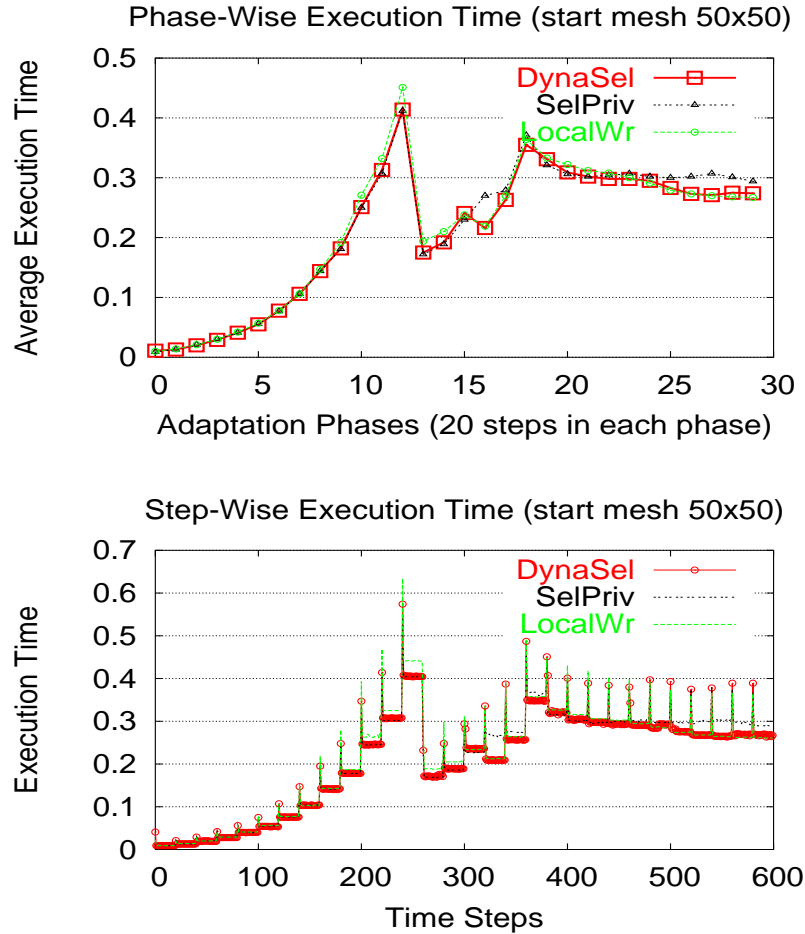 Phase-Wise Execution Time (start mesh 50x50)
0.5
0.4
0.3
0.2
0.1
0
Average Execution Time
DynaSel
SelPriv
LocalWr
0 5 10 15 20 25 30
Adaptation Phases (20 steps in each phase)
Step-Wise Execution Time (start mesh 50x50)
0.7
0.6
0.5
0.4
0.3
0.2
0.1
0
Execution Time
DynaSel
SelPriv
LocalWr
0 100 200 300 400 500 600
Time Steps